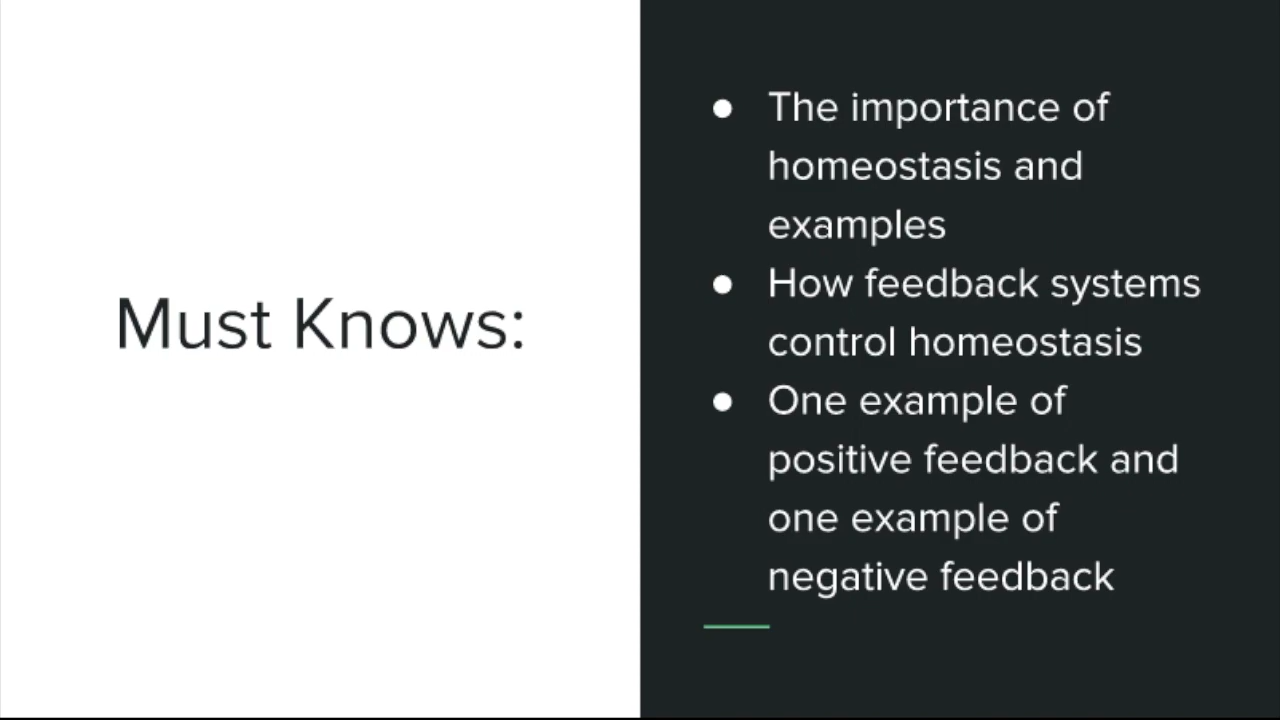 Must Knows:
● The importance of
homeostasis and
examples
● How feedback systems
control homeostasis
● One example of
positive feedback and
one example of
negative feedback